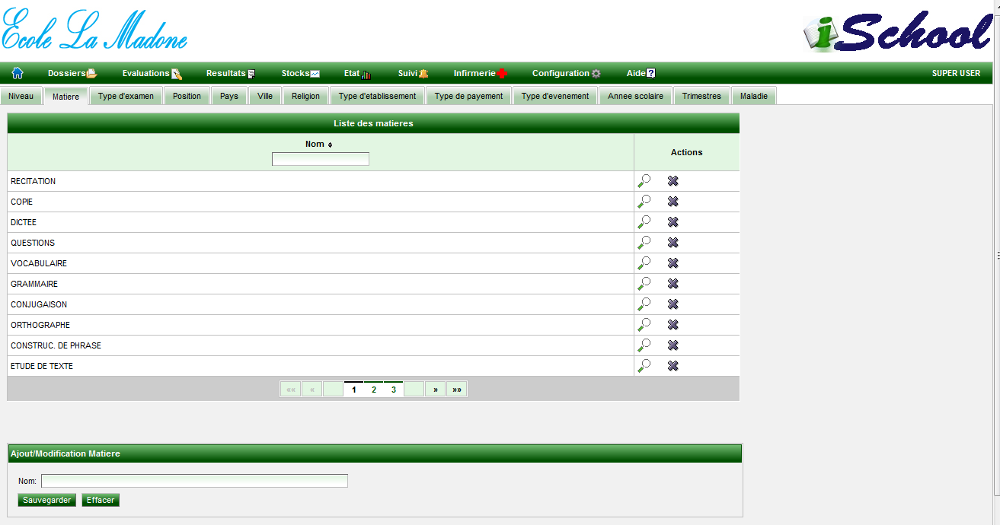 Ecole La Madone
iSchool
Dossiers Evaluations Resultats Stocks Etat Suivi Infirmerie Configuration Aide SUPER USER
Niveau Matiere Type d'examen Position Pays Ville Religion Type d'etablissement Type de payement Type d'evenement Annee scolaire Trimestres Maladie
Liste des matieres
Nom
Actions
RECITATION
COPIE
DICTEE
QUESTIONS
VOCABULAIRE
GRAMMAIRE
CONJUGAISON
ORTHOGRAPHE
CONSTRUC. DE PHRASE
ETUDE DE TEXTE
«« « 1 2 3 » »»
Ajout/Modification Matiere
Nom:
Sauvegarder Effacer